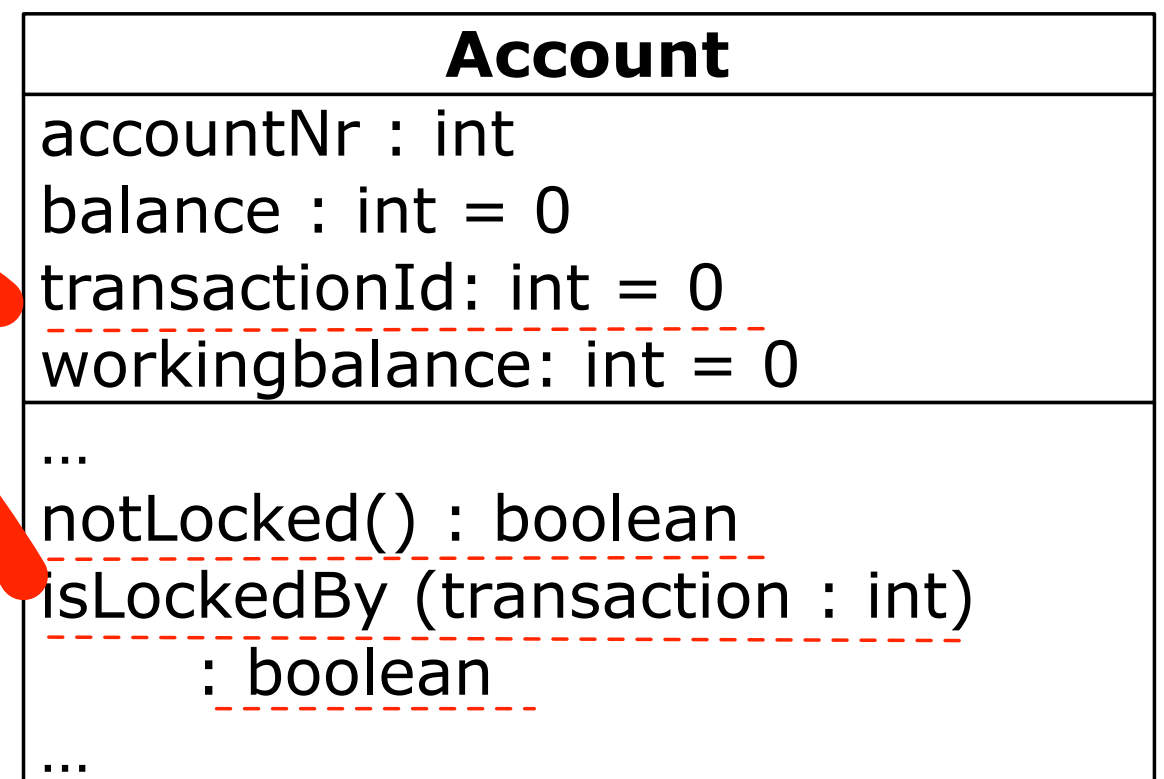 Account
accountNr : int
balance : int = 0
transactionId: int = 0
workingbalance: int = 0
...
notLocked() : boolean
isLockedBy (transaction : int)
: boolean
...